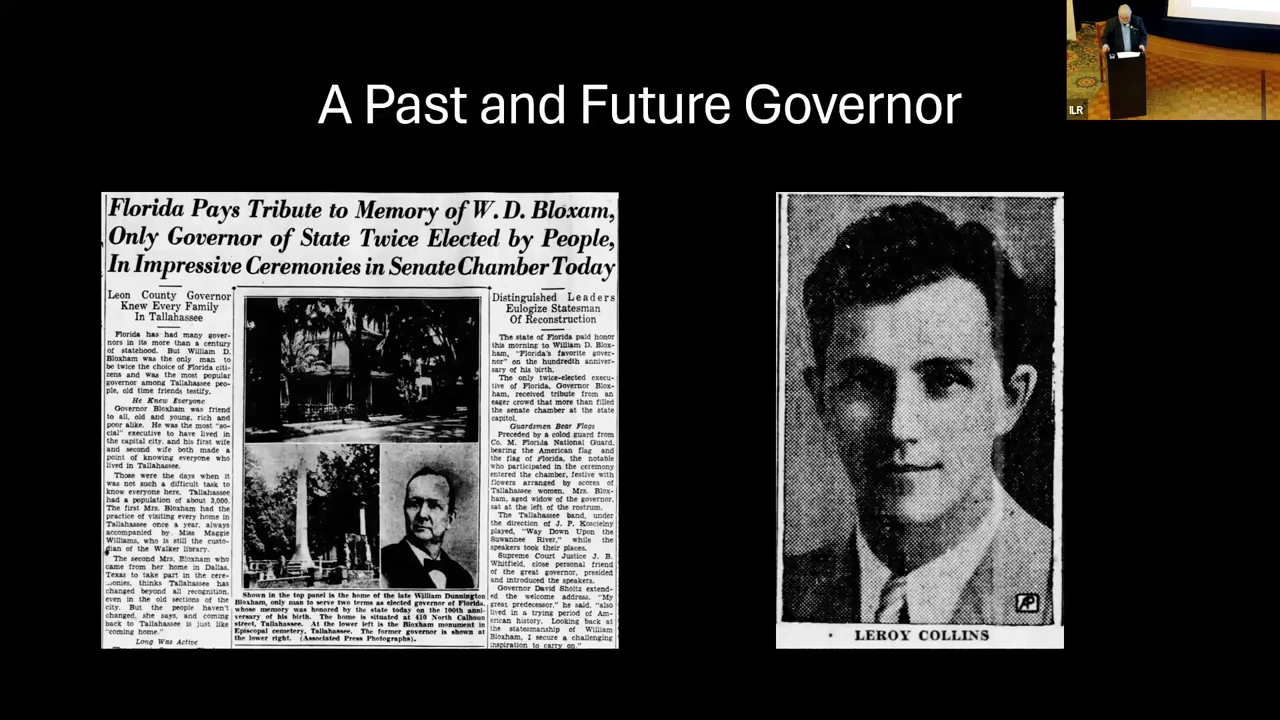 A Past and Future Governor
ILR
Florida Pays Tribute to Memory of W. D. Bloxam,
Only Governor of State Twice Elected by People,
In Impressive Ceremonies in Senate Chamber Today
Leon County Governor
Knew Every Family
In Tallahassee
Florida has had many gover-
nors in its more than a century
of statehood. But William D.
Bloxham was the only man to
be twice the choice of Florida citi-
zens and was the most popular
governor among Tallahassee peo-
ple, old time friends testify.
He Knew Everyone
Governor Bloxham was friend
to all, old and young, rich and
poor alike. He was the most "so-
cial" executive to have lived in
the capital city, and his first wife
and second wife both made a
point of knowing everyone who
lived in Tallahassee.
Those were the days when it
was not such a difficult task to
know everyone here. Tallahassee
had a population of about 3,000.
The first Mrs. Bloxham had the
practice of visiting every home in
Tallahassee once a year, always
accompanied by Miss Maggie
Williams, who is still the custo-
dian of the Walker library.
The second Mrs. Bloxham who
came from her home in Dallas,
Texas to take part in the cere-
monies, thinks Tallahassee has
changed beyond all recognition,
even in the old sections of the
city. But the people haven't
changed, she says, and coming
back to Tallahassee is just like
"coming home."
Long Was Active
Shown in the top panel is the home of the late William Dunnington
Bloxham, only man to serve two terms as elected governor of Florida,
whose memory was honored by the state today on the 100th anni-
versary of his birth. The home is situated at 410 North Calhoun
street, Tallahassee. At the lower left is the Bloxham monument in
Episcopal cemetery, Tallahassee. The former governor is shown at
the lower right. (Associated Press Photographs).
Distinguished Leaders
Eulogize Statesman
Of Reconstruction
The state of Florida paid honor
this morning to William D. Blox-
ham, "Florida's favorite gover-
nor" on the hundredth anniver-
sary of his birth.
The only twice-elected execu-
tive of Florida, Governor Blox-
ham, received tribute from an
eager crowd that more than filled
the senate chamber at the state
capitol.
Guardsmen Bear Flags
Preceded by a colod guard from
Co. M. Florida National Guard,
bearing the American flag and
the flag of Florida, the notable
who participated in the ceremony
entered the chamber, festive with
flowers arranged by scores of
Tallahassee women. Mrs. Blox-
ham, aged widow of the governor,
sat at the left of the rostrum.
The Tallahassee band, under
the direction of J. P. Koscielny
played, "Way Down Upon the
Suwannee River," while the
speakers took their places.
Supreme Court Justice J. B.
Whitfield, close personal friend
of the great governor, presided
and introduced the speakers.
Governor David Sholtz extend-
ed the welcome address. "My
great predecessor," he said, "also
lived in a trying period of Am-
erican history. Looking back at
the statesmanship of William
Bloxham, I secure a challenging
inspiration to carry on."
AP
LEROY COLLINS